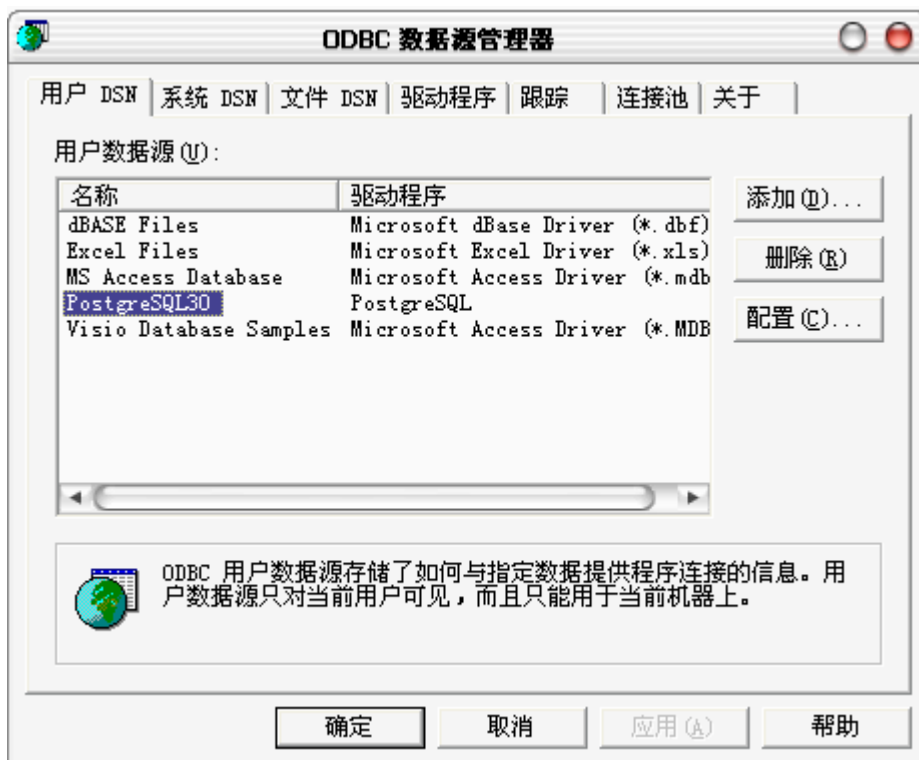 ODBC 数据源管理器
用户 DSN 系统 DSN 文件 DSN 驱动程序 跟踪 连接池 关于
用户数据源(U):
名称 驱动程序
添加(D)...
dBASE Files Microsoft dBase Driver (*.dbf)
Excel Files Microsoft Excel Driver (*.xls)
删除(R)
MS Access Database Microsoft Access Driver (*.mdb
PostgreSQL30 PostgreSQL
配置(C)...
Visio Database Samples Microsoft Access Driver (*.MDB
ODBC 用户数据源存储了如何与指定数据提供程序连接的信息。用
户数据源只对当前用户可见，而且只能用于当前机器上。
确定 取消 应用(A) 帮助